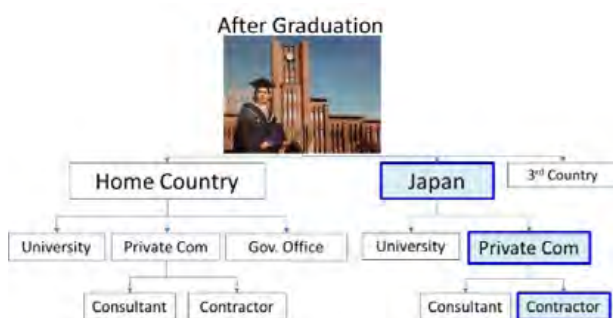 After Graduation
Home Country
Japan
3rd Country
University
Private Com
Gov. Office
University
Private Com
Consultant
Contractor
Consultant
Contractor